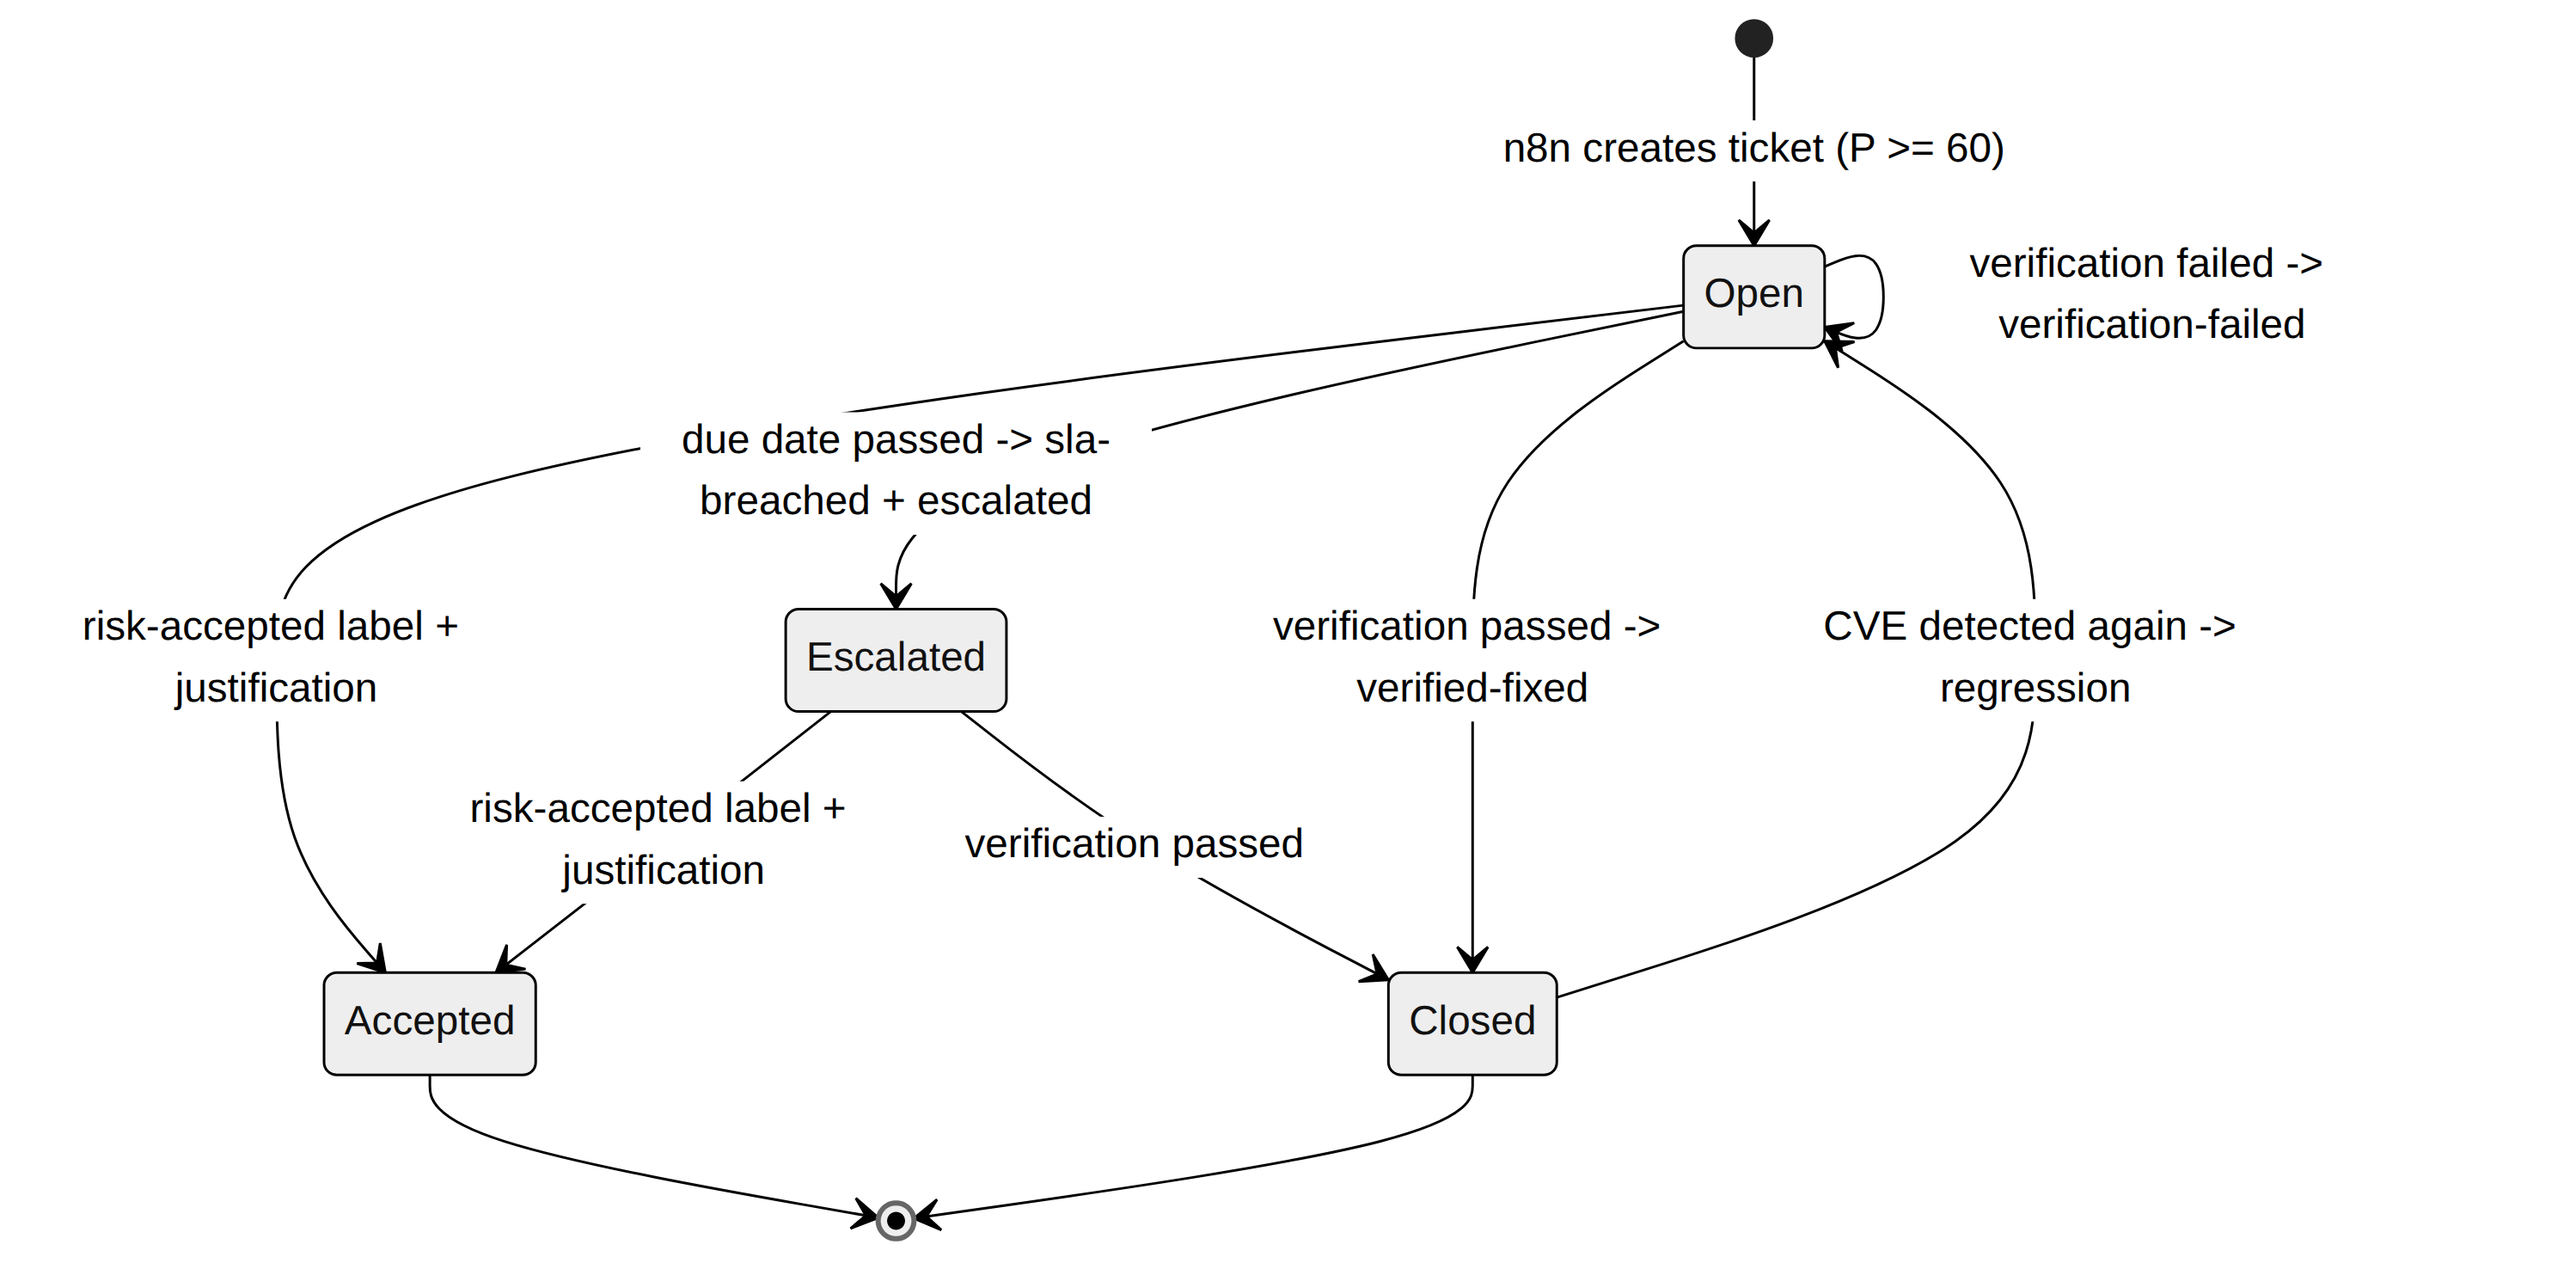 n8n creates ticket (P >= 60)
Open
verification failed ->
verification-failed
due date passed -> sla-
breached + escalated
risk-accepted label +
justification
Escalated
verification passed ->
verified-fixed
CVE detected again ->
regression
risk-accepted label +
justification
verification passed
Accepted
Closed